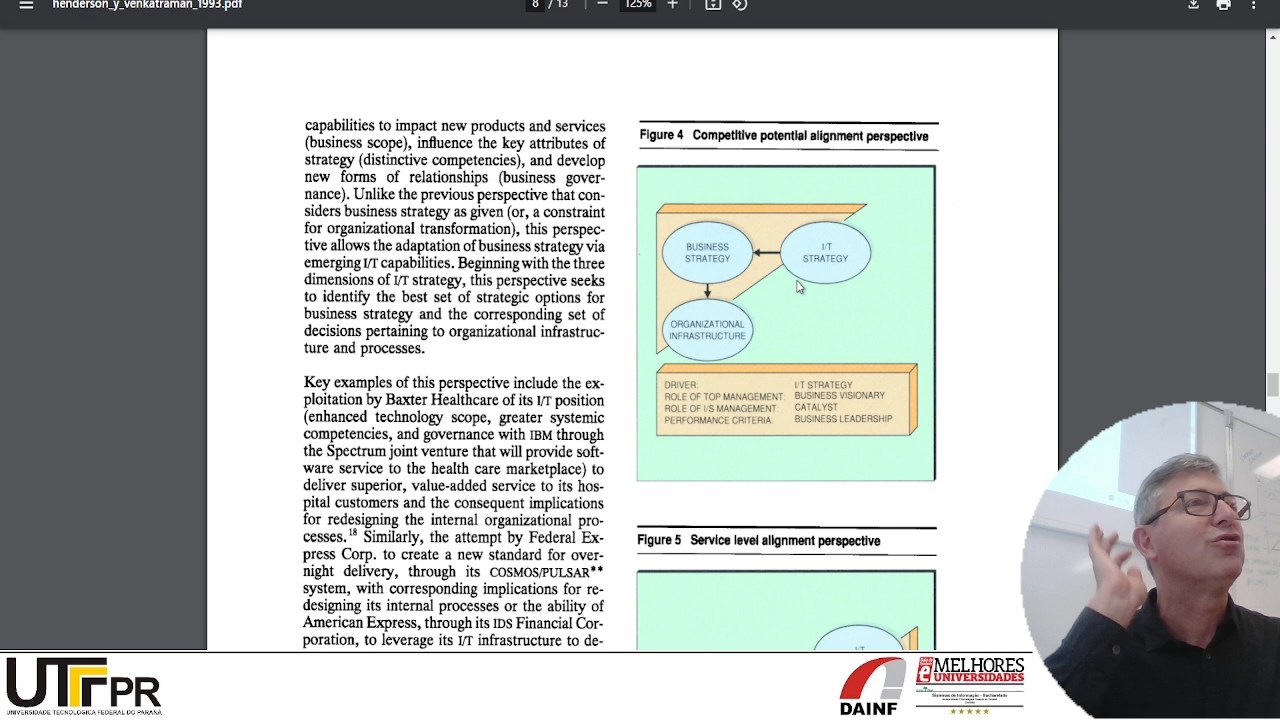 henderson_y_venkatraman_1993.pdf
8 / 13
125%
capabilities to impact new products and services
(business scope), influence the key attributes of
strategy (distinctive competencies), and develop
new forms of relationships (business gover-
nance). Unlike the previous perspective that con-
siders business strategy as given (or, a constraint
for organizational transformation), this perspec-
tive allows the adaptation of business strategy via
emerging I/T capabilities. Beginning with the three
dimensions of I/T strategy, this perspective seeks
to identify the best set of strategic options for
business strategy and the corresponding set of
decisions pertaining to organizational infrastruc-
ture and processes.
Key examples of this perspective include the ex-
ploitation by Baxter Healthcare of its I/T position
(enhanced technology scope, greater systemic
competencies, and governance with IBM through
the Spectrum joint venture that will provide soft-
ware service to the health care marketplace) to
deliver superior, value-added service to its hos-
pital customers and the consequent implications
for redesigning the internal organizational pro-
cesses.18 Similarly, the attempt by Federal Ex-
press Corp. to create a new standard for over-
night delivery, through its COSMOS/PULSAR**
system, with corresponding implications for re-
designing its internal processes or the ability of
American Express, through its IDS Financial Cor-
poration, to leverage its I/T infrastructure to de-
Figure 4 Competitive potential alignment perspective
BUSINESS
STRATEGY
I/T
STRATEGY
ORGANIZATIONAL
INFRASTRUCTURE
DRIVER: I/T STRATEGY
ROLE OF TOP MANAGEMENT: BUSINESS VISIONARY
ROLE OF I/S MANAGEMENT: CATALYST
PERFORMANCE CRITERIA: BUSINESS LEADERSHIP
Figure 5 Service level alignment perspective
I/T
UTFPR
UNIVERSIDADE TECNOLÓGICA FEDERAL DO PARANÁ
DAINF
MELHORES
UNIVERSIDADES
Sistemas de Informação - Bacharelado